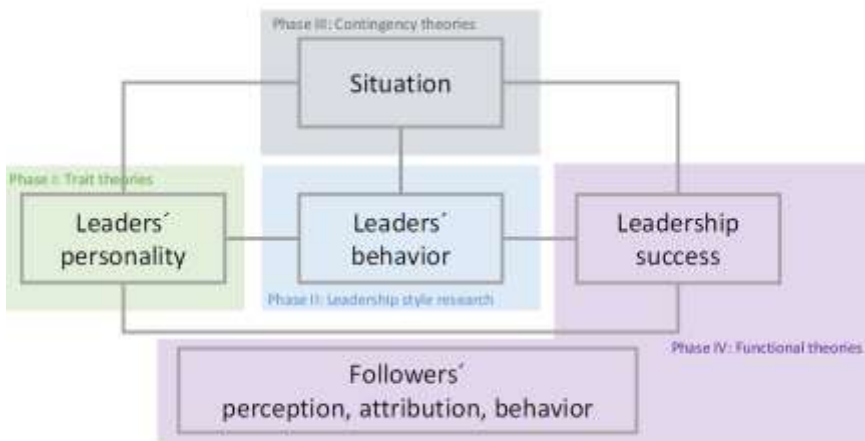 Phase III: Contingency theories
Situation
Phase I: Trait theories
Leaders´
personality
Leaders´
behavior
Leadership
success
Phase II: Leadership style research
Phase IV: Functional theories
Followers´
perception, attribution, behavior